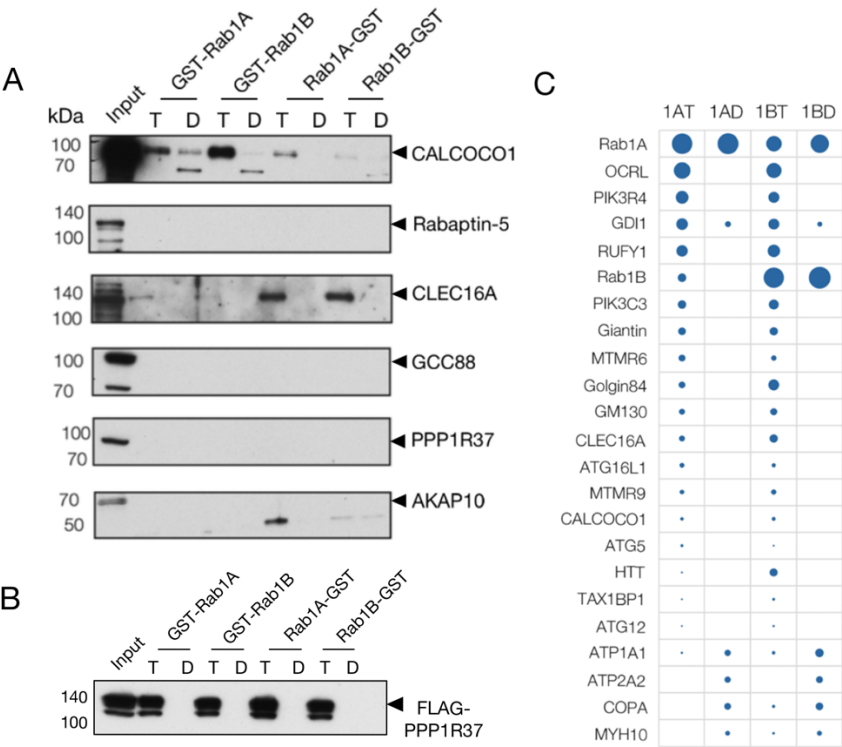 A
GST-Rab1A
GST-Rab1B
Rab1A-GST
Rab1B-GST
kDa
Input
T D T D T D T D
100
70
CALCOCO1
140
100
Rabaptin-5
140
100
CLEC16A
100
70
GCC88
100
70
PPP1R37
70
50
AKAP10
B
GST-Rab1A
GST-Rab1B
Rab1A-GST
Rab1B-GST
Input
T D T D T D T D
140
100
FLAG-
PPP1R37
C
1AT 1AD 1BT 1BD
Rab1A
OCRL
PIK3R4
GDI1
RUFY1
Rab1B
PIK3C3
Giantin
MTMR6
Golgin84
GM130
CLEC16A
ATG16L1
MTMR9
CALCOCO1
ATG5
HTT
TAX1BP1
ATG12
ATP1A1
ATP2A2
COPA
MYH10